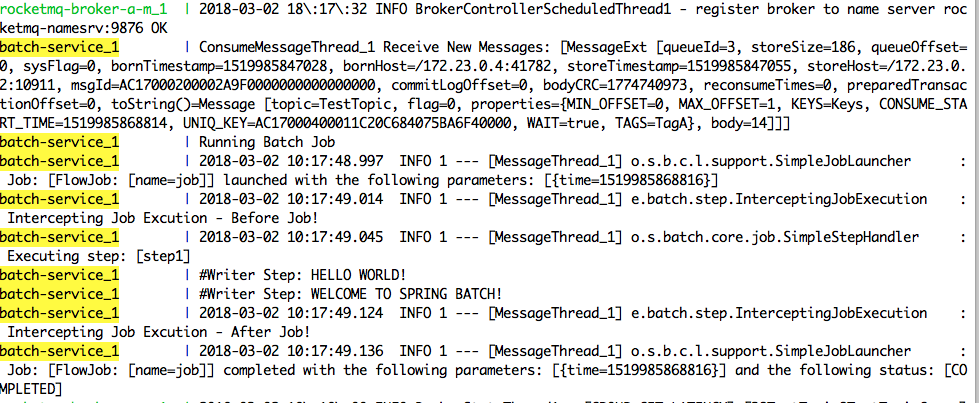 rocketmq-broker-a-m_1  | 2018-03-02 18\:17\:32 INFO BrokerControllerScheduledThread1 - register broker to name server roc
ketmq-namesrv:9876 OK
batch-service_1        | ConsumeMessageThread_1 Receive New Messages: [MessageExt [queueId=3, storeSize=186, queueOffset=
0, sysFlag=0, bornTimestamp=1519985847028, bornHost=/172.23.0.4:41782, storeTimestamp=1519985847055, storeHost=/172.23.0.
2:10911, msgId=AC17000200002A9F0000000000000000, commitLogOffset=0, bodyCRC=1774740973, reconsumeTimes=0, preparedTransac
tionOffset=0, toString()=Message [topic=TestTopic, flag=0, properties={MIN_OFFSET=0, MAX_OFFSET=1, KEYS=Keys, CONSUME_STA
RT_TIME=1519985868814, UNIQ_KEY=AC17000400011C20C684075BA6F40000, WAIT=true, TAGS=TagA}, body=14]]]
batch-service_1        | Running Batch Job
batch-service_1        | 2018-03-02 10:17:48.997  INFO 1 --- [MessageThread_1] o.s.b.c.l.support.SimpleJobLauncher      :
 Job: [FlowJob: [name=job]] launched with the following parameters: [{time=1519985868816}]
batch-service_1        | 2018-03-02 10:17:49.014  INFO 1 --- [MessageThread_1] e.batch.step.InterceptingJobExecution    :
 Intercepting Job Excution - Before Job!
batch-service_1        | 2018-03-02 10:17:49.045  INFO 1 --- [MessageThread_1] o.s.batch.core.job.SimpleStepHandler     :
 Executing step: [step1]
batch-service_1        | #Writer Step: HELLO WORLD!
batch-service_1        | #Writer Step: WELCOME TO SPRING BATCH!
batch-service_1        | 2018-03-02 10:17:49.124  INFO 1 --- [MessageThread_1] e.batch.step.InterceptingJobExecution    :
 Intercepting Job Excution - After Job!
batch-service_1        | 2018-03-02 10:17:49.136  INFO 1 --- [MessageThread_1] o.s.b.c.l.support.SimpleJobLauncher      :
 Job: [FlowJob: [name=job]] completed with the following parameters: [{time=1519985868816}] and the following status: [CO
MPLETED]